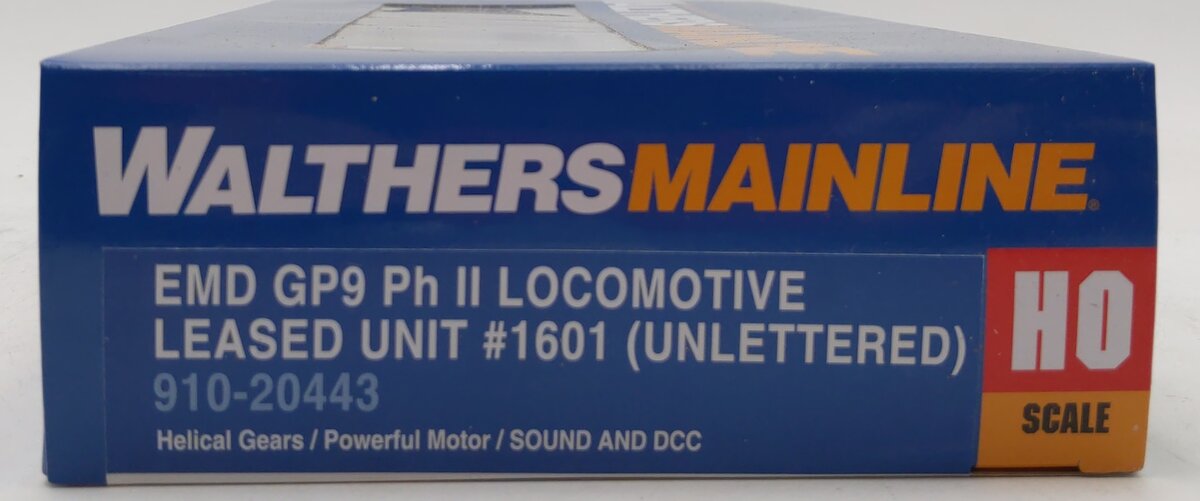 WALTHERSMAINLINE®
EMD GP9 Ph II LOCOMOTIVE
LEASED UNIT #1601 (UNLETTERED)
910-20443
Helical Gears / Powerful Motor / SOUND AND DCC
HO
SCALE